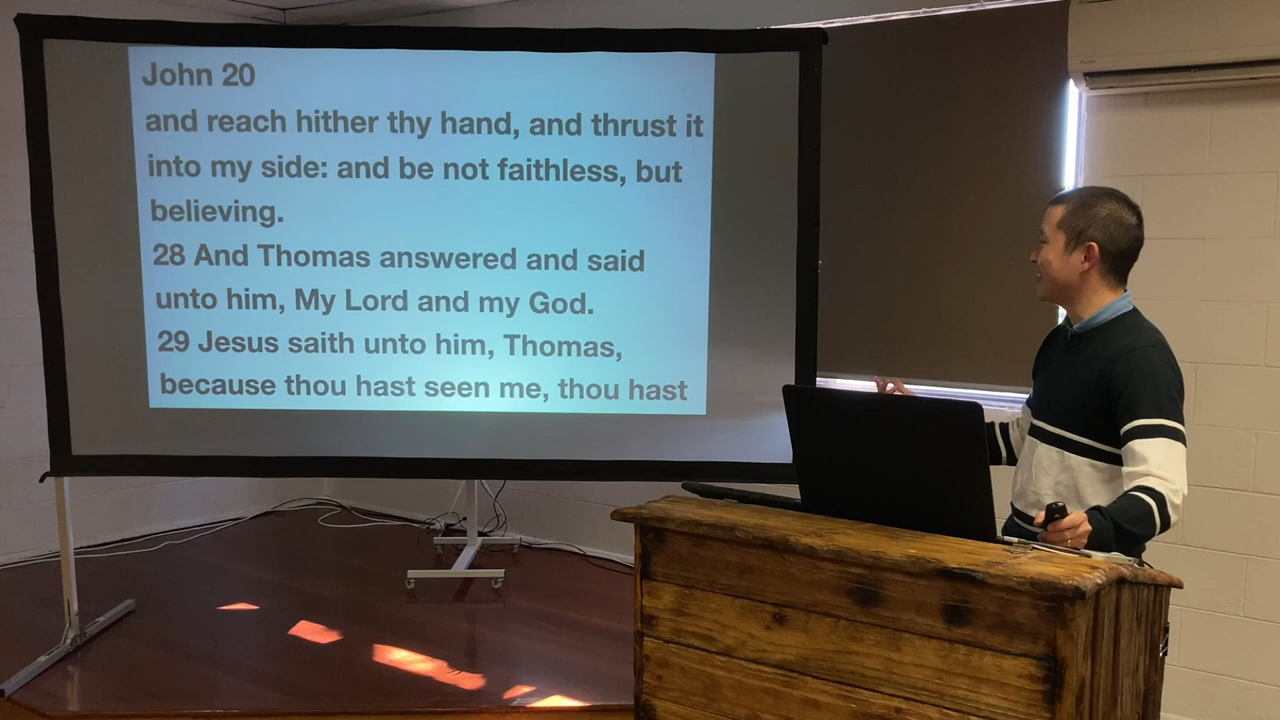 John 20
and reach hither thy hand, and thrust it
into my side: and be not faithless, but
believing.
28 And Thomas answered and said
unto him, My Lord and my God.
29 Jesus saith unto him, Thomas,
because thou hast seen me, thou hast